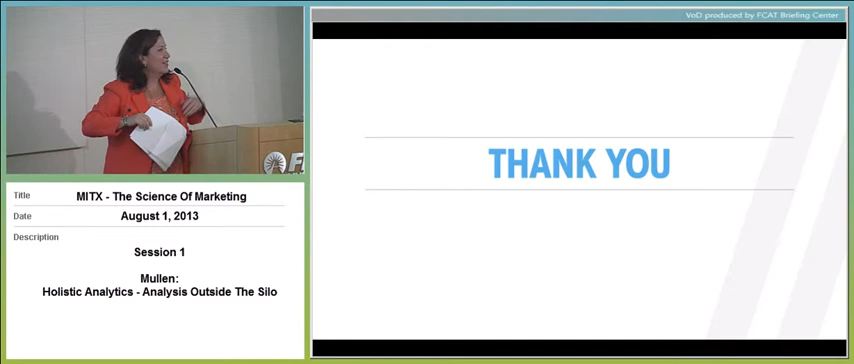 VoD produced by FCAT Briefing Center
THANK YOU
Title MITX - The Science Of Marketing
Date August 1, 2013
Description
Session 1
Mullen:
Holistic Analytics - Analysis Outside The Silo